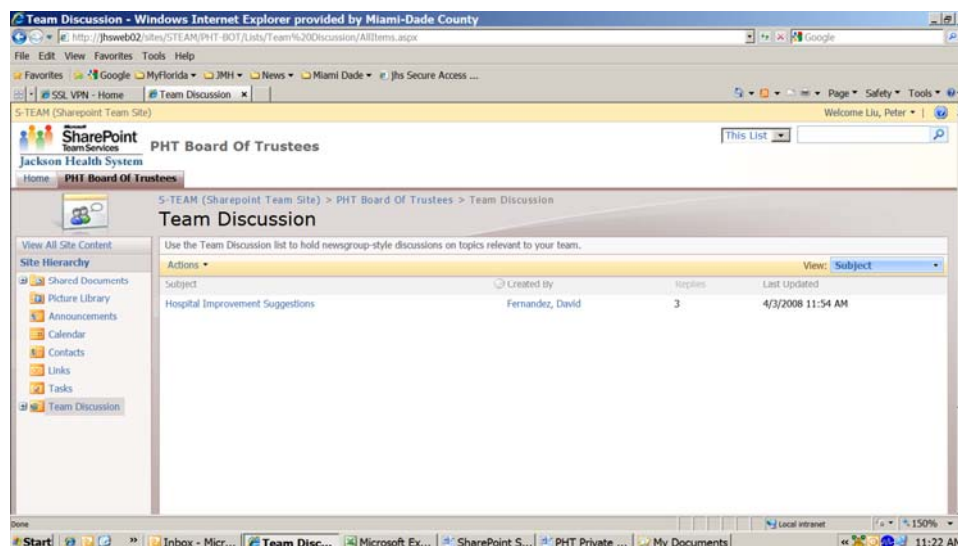 Team Discussion - Windows Internet Explorer provided by Miami-Dade County
http://jhsweb02/sites/STEAM/PHT-BOT/Lists/Team%20Discussion/AllItems.aspx
Google
File Edit View Favorites Tools Help
Favorites Google MyFlorida JMH News Miami Dade jhs Secure Access ...
SSL VPN - Home Team Discussion Page Safety Tools
S-TEAM (Sharepoint Team Site) Welcome Liu, Peter
Microsoft
SharePoint
Team Services
Jackson Health System
PHT Board Of Trustees
This List
Home PHT Board Of Trustees
S-TEAM (Sharepoint Team Site) > PHT Board Of Trustees > Team Discussion
Team Discussion
View All Site Content
Use the Team Discussion list to hold newsgroup-style discussions on topics relevant to your team.
Site Hierarchy
Actions View: Subject
Shared Documents
Subject Created By Replies Last Updated
Picture Library
Hospital Improvement Suggestions Fernandez, David 3 4/3/2008 11:54 AM
Announcements
Calendar
Contacts
Links
Tasks
Team Discussion
Done Local intranet 150%
Start Inbox - Micr... Team Disc... Microsoft Ex... SharePoint S... PHT Private ... My Documents 11:22 AM